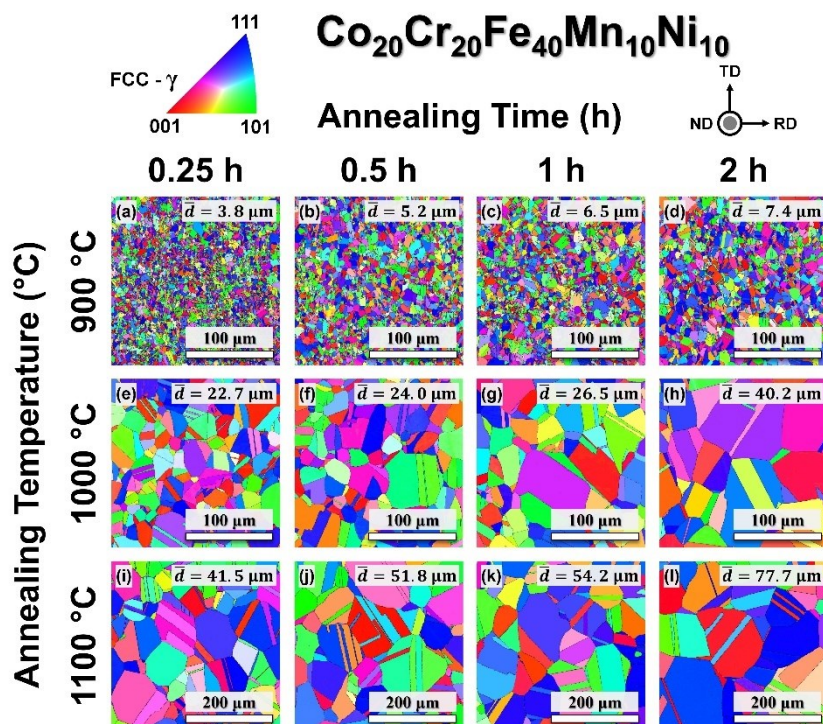 111
FCC - γ
001
101
Co₂₀Cr₂₀Fe₄₀Mn₁₀Ni₁₀
TD
ND
RD
Annealing Time (h)
0.25 h
0.5 h
1 h
2 h
Annealing Temperature (°C)
900 °C
(a) d̄ = 3.8 μm
100 μm
(b) d̄ = 5.2 μm
100 μm
(c) d̄ = 6.5 μm
100 μm
(d) d̄ = 7.4 μm
100 μm
1000 °C
(e) d̄ = 22.7 μm
100 μm
(f) d̄ = 24.0 μm
100 μm
(g) d̄ = 26.5 μm
100 μm
(h) d̄ = 40.2 μm
100 μm
1100 °C
(i) d̄ = 41.5 μm
200 μm
(j) d̄ = 51.8 μm
200 μm
(k) d̄ = 54.2 μm
200 μm
(l) d̄ = 77.7 μm
200 μm